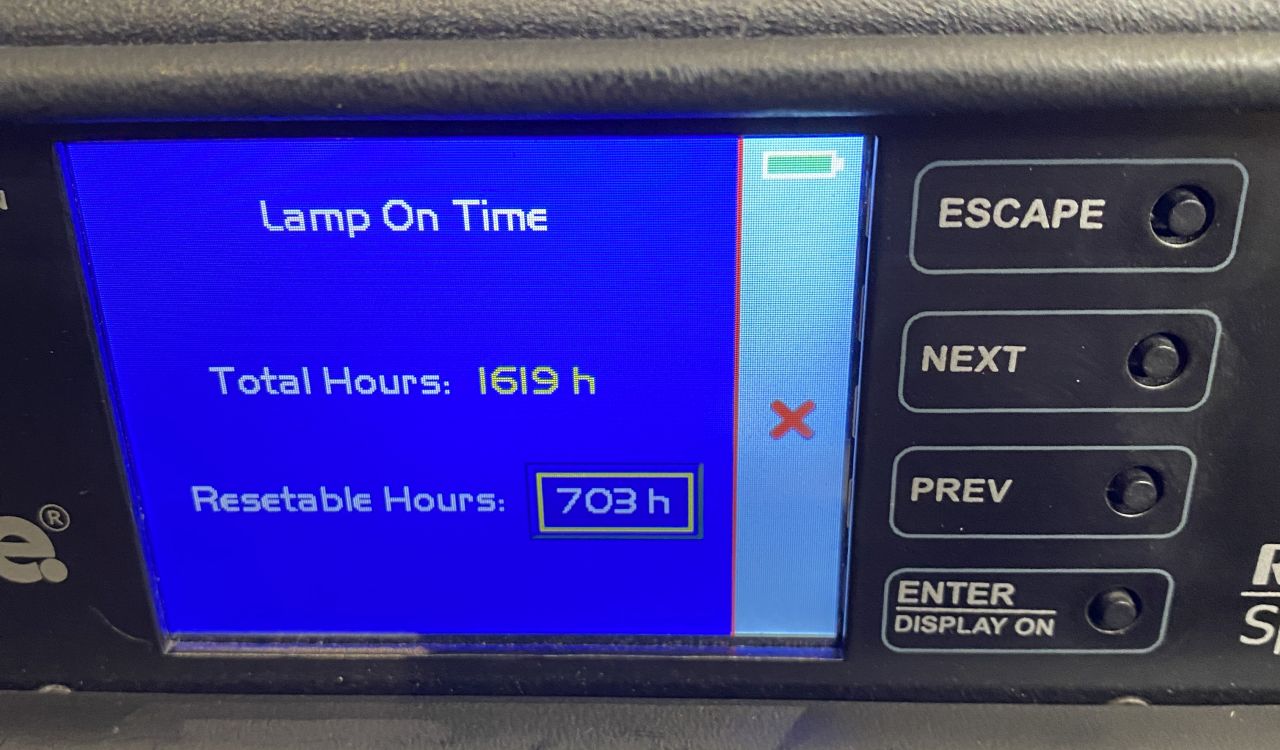 Lamp On Time
Total Hours: 1619 h
Resetable Hours: 703 h
ESCAPE
NEXT
PREV
ENTER
DISPLAY ON
e.®